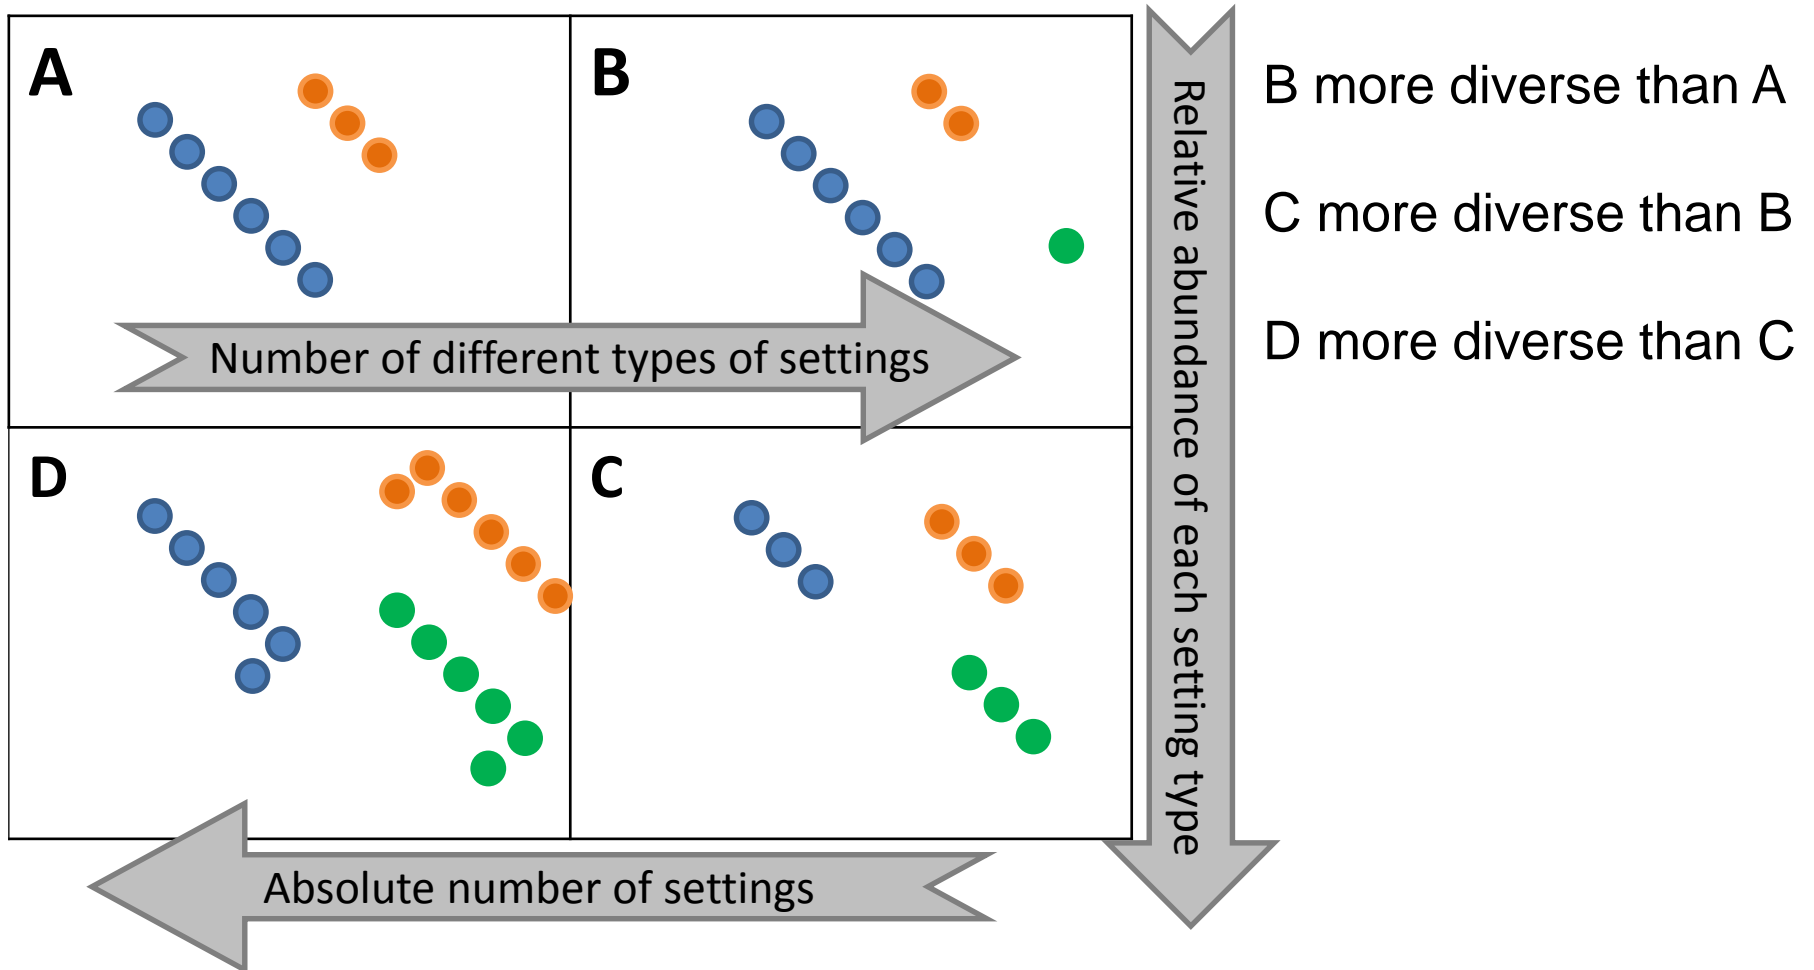 A
B
Number of different types of settings
D
C
Absolute number of settings
Relative abundance of each setting type
B more diverse than A
C more diverse than B
D more diverse than C